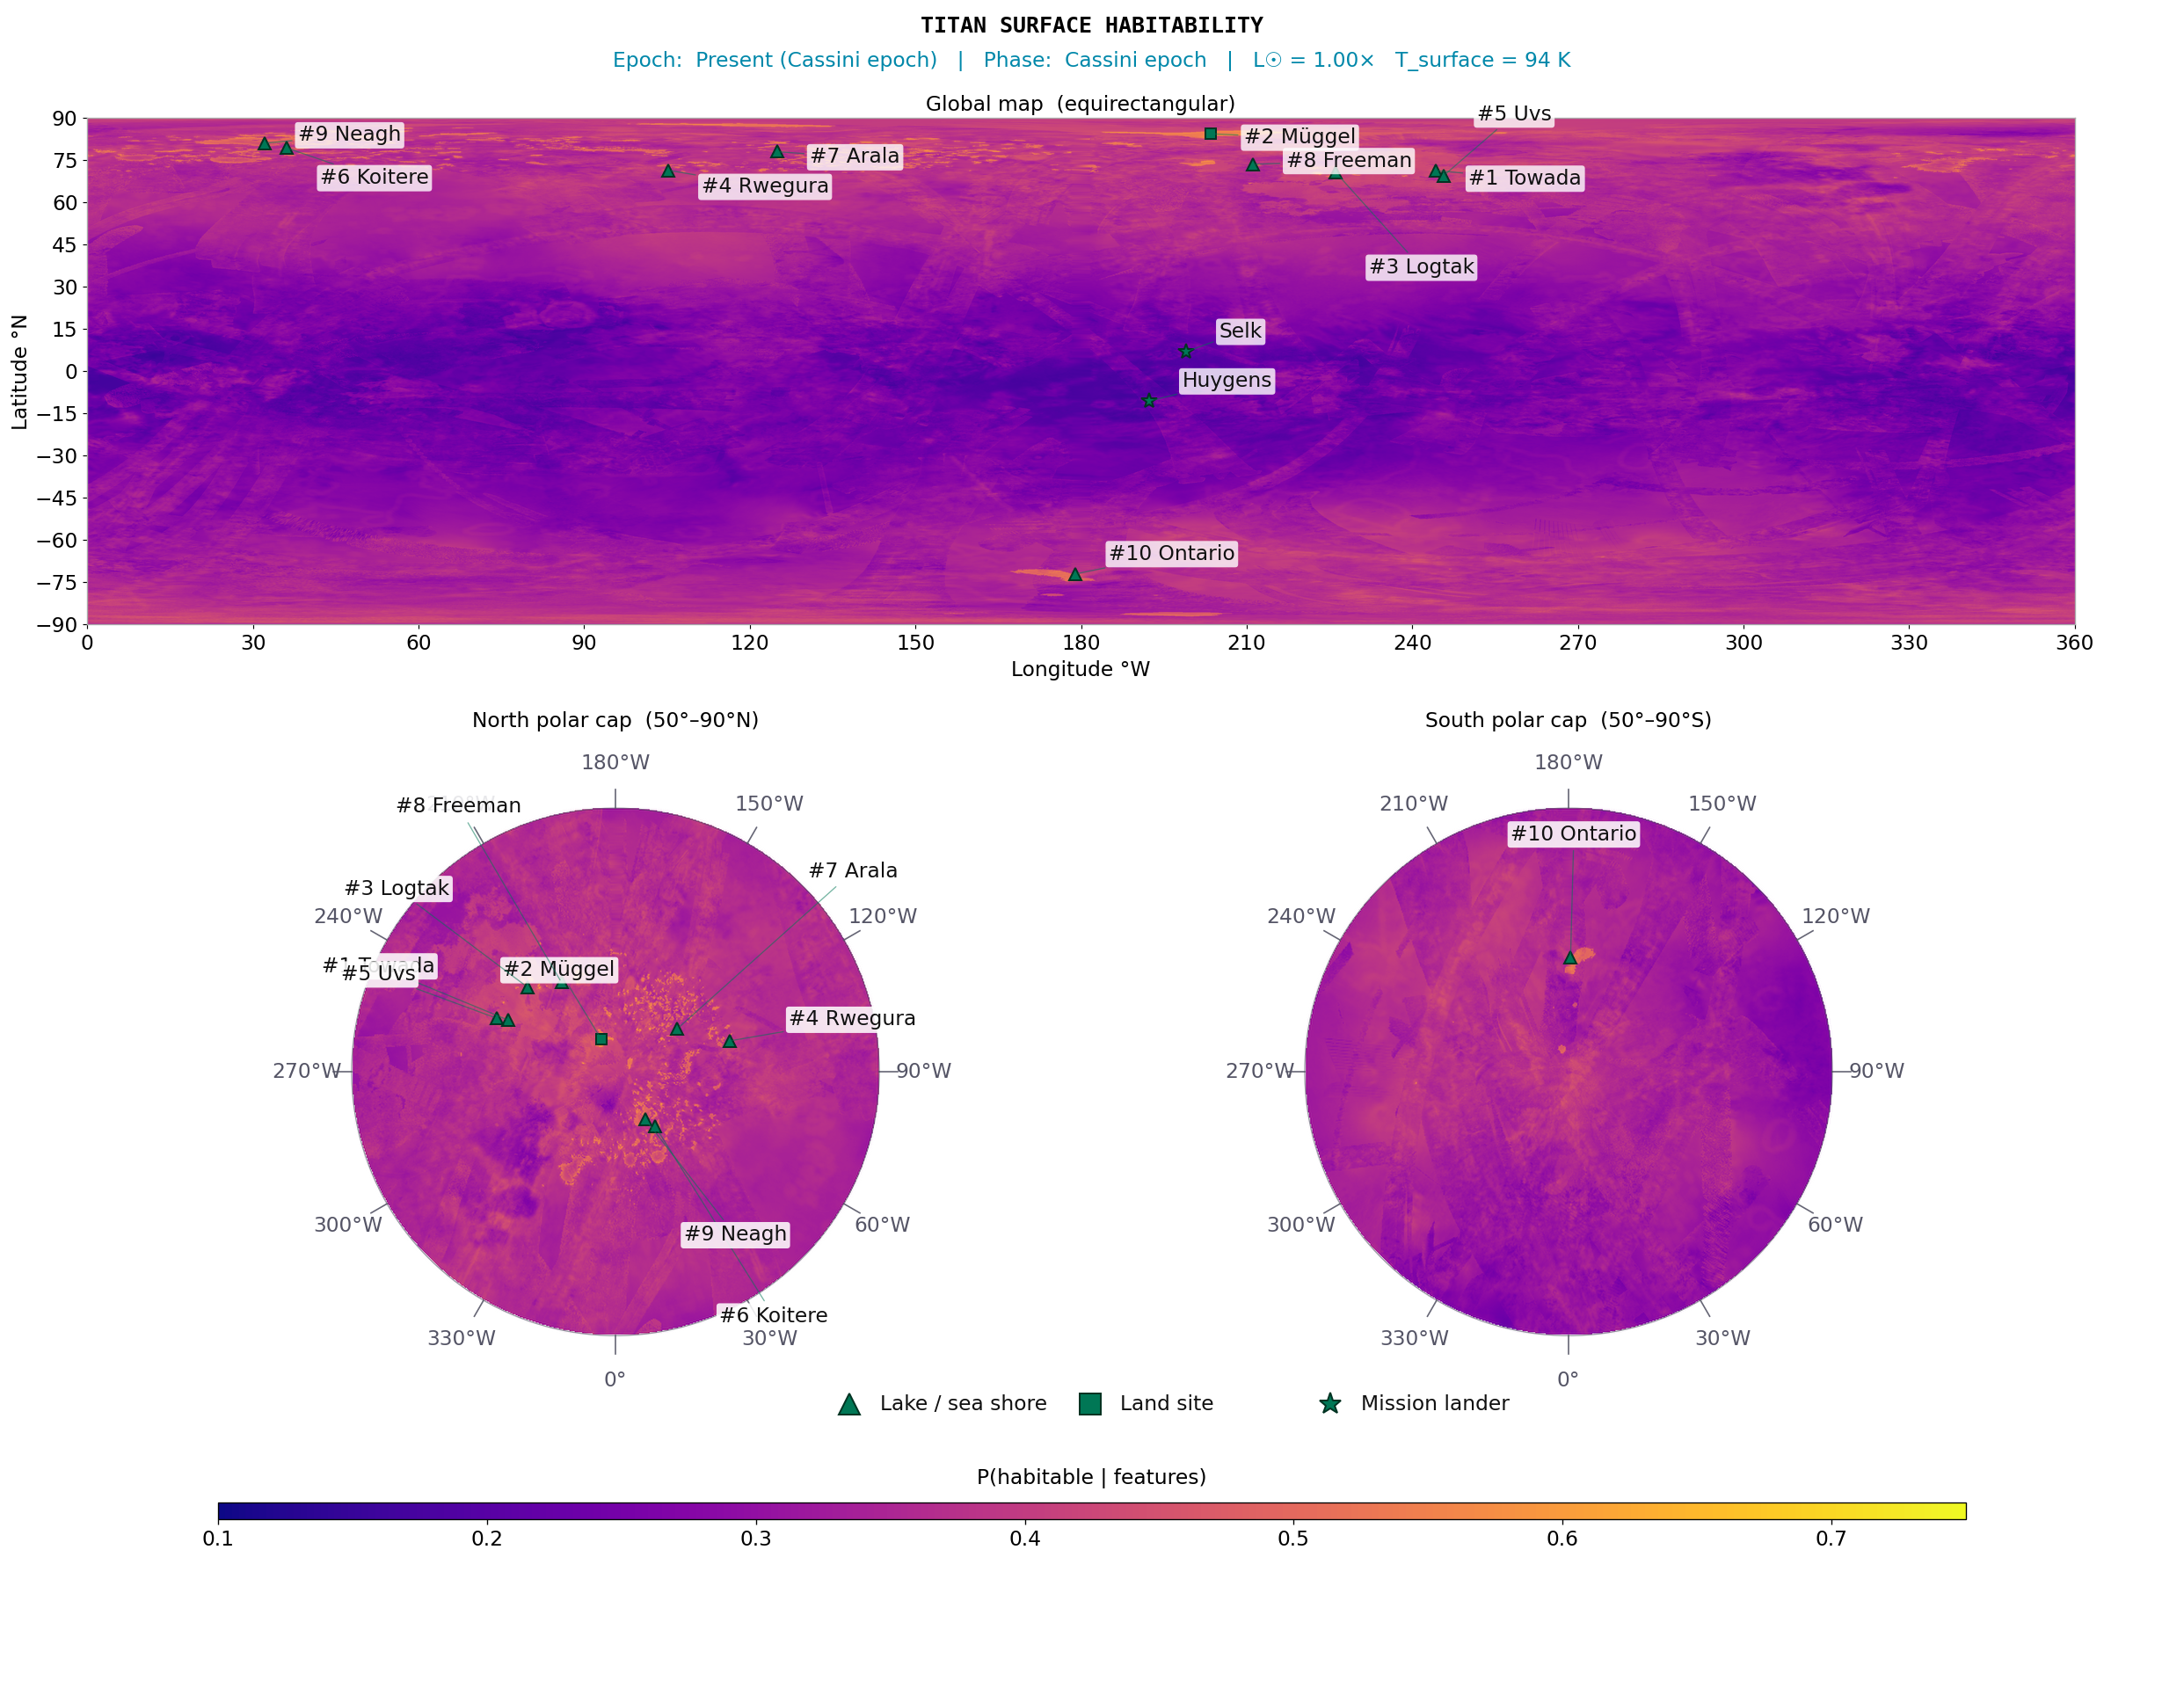 TITAN SURFACE HABITABILITY
Epoch:  Present (Cassini epoch)   |   Phase:  Cassini epoch   |   L☉ = 1.00×   T_surface = 94 K
Global map  (equirectangular)
#5 Uvs
#9 Neagh
#2 Müggel
#7 Arala
#8 Freeman
#6 Koitere
#4 Rwegura
#1 Towada
#3 Logtak
Selk
Huygens
#10 Ontario
Latitude °N
90
75
60
45
30
15
0
−15
−30
−45
−60
−75
−90
0 30 60 90 120 150 180 210 240 270 300 330 360
Longitude °W
North polar cap  (50°–90°N)
180°W
#8 Freeman
150°W
#7 Arala
#3 Logtak
240°W
120°W
#1 Towada
#5 Uvs
#2 Müggel
#4 Rwegura
270°W
90°W
300°W
60°W
#9 Neagh
#6 Koitere
330°W
30°W
0°
South polar cap  (50°–90°S)
180°W
210°W
150°W
#10 Ontario
240°W
120°W
270°W
90°W
300°W
60°W
330°W
30°W
0°
Lake / sea shore
Land site
Mission lander
P(habitable | features)
0.1 0.2 0.3 0.4 0.5 0.6 0.7